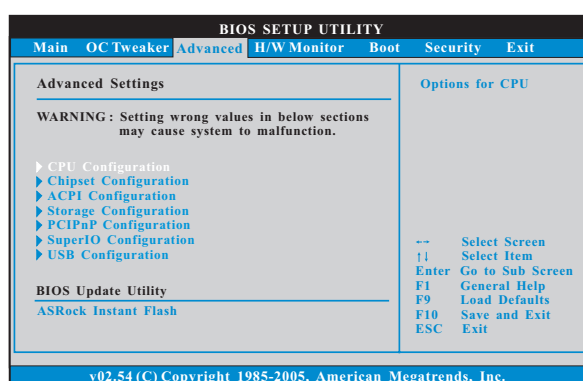 BIOS SETUP UTILITY
Main OC Tweaker Advanced H/W Monitor Boot Security Exit
Advanced Settings
WARNING : Setting wrong values in below sections
may cause system to malfunction.
CPU Configuration
Chipset Configuration
ACPI Configuration
Storage Configuration
PCIPnP Configuration
SuperIO Configuration
USB Configuration
BIOS Update Utility
ASRock Instant Flash
Options for CPU
←→ Select Screen
↑↓ Select Item
Enter Go to Sub Screen
F1 General Help
F9 Load Defaults
F10 Save and Exit
ESC Exit
v02.54 (C) Copyright 1985-2005, American Megatrends, Inc.